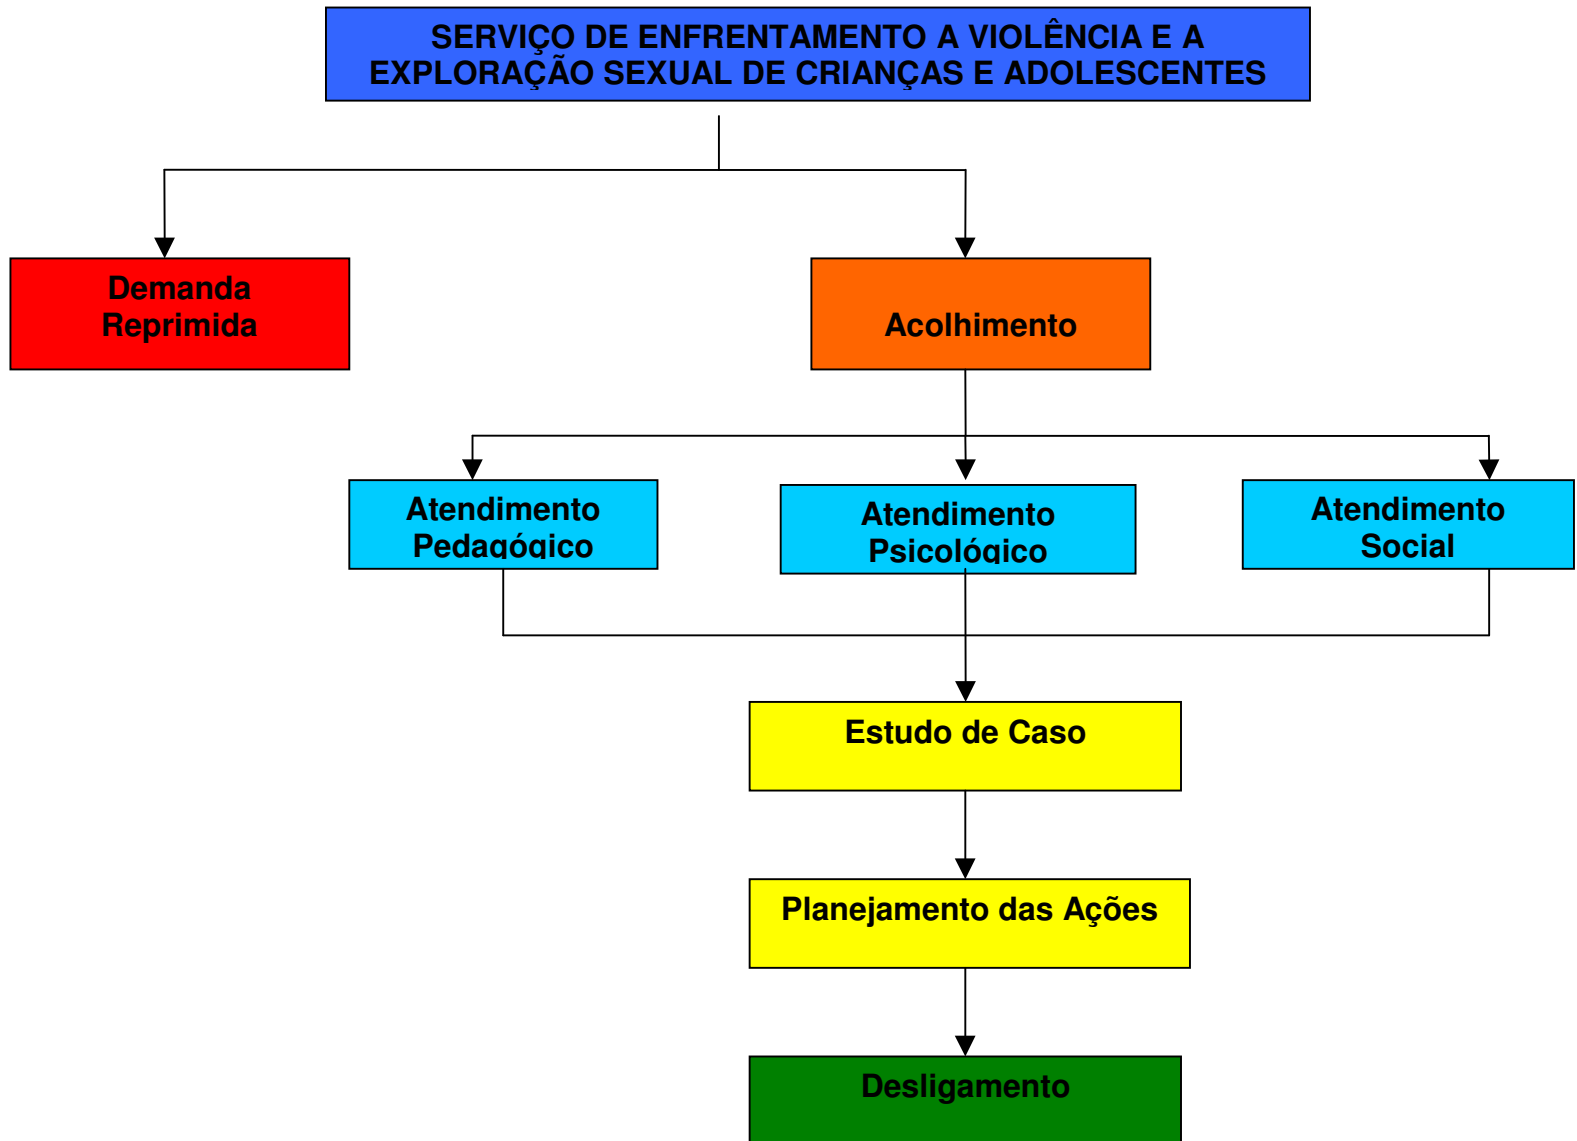 SERVIÇO DE ENFRENTAMENTO A VIOLÊNCIA E A
EXPLORAÇÃO SEXUAL DE CRIANÇAS E ADOLESCENTES
Demanda
Reprimida
Acolhimento
Atendimento
Pedagógico
Atendimento
Psicológico
Atendimento
Social
Estudo de Caso
Planejamento das Ações
Desligamento